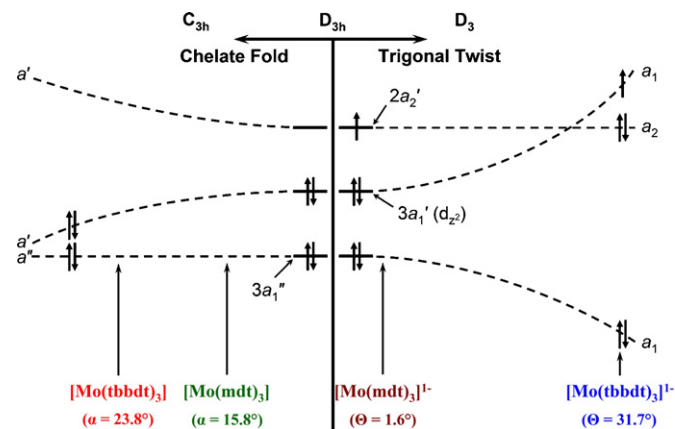 C3h D3h D3
Chelate Fold Trigonal Twist
a' a1
2a2'
a2
3a1' (dz2)
a'
a"
3a1"
a1
[Mo(tbbdt)3] [Mo(mdt)3] [Mo(mdt)3]1- [Mo(tbbdt)3]1-
(α = 23.8°) (α = 15.8°) (Θ = 1.6°) (Θ = 31.7°)